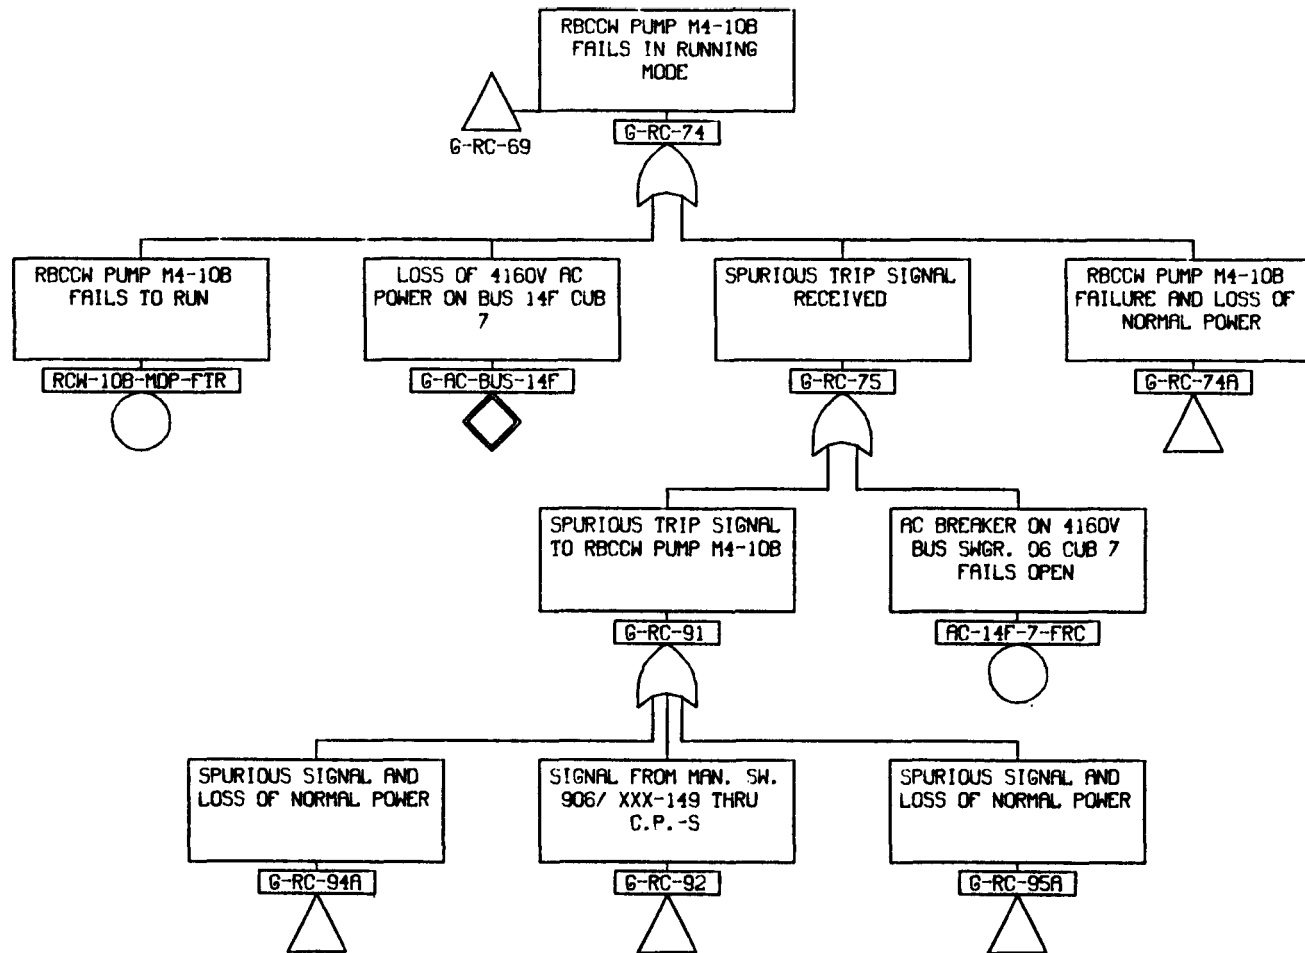 RBCCW PUMP M4-10B
FAILS IN RUNNING
MODE
G-RC-69
G-RC-74
RBCCW PUMP M4-10B
FAILS TO RUN
RCW-10B-MDP-FTR
LOSS OF 4160V AC
POWER ON BUS 14F CUB
7
G-AC-BUS-14F
SPURIOUS TRIP SIGNAL
RECEIVED
G-RC-75
RBCCW PUMP M4-10B
FAILURE AND LOSS OF
NORMAL POWER
G-RC-74A
SPURIOUS TRIP SIGNAL
TO RBCCW PUMP M4-10B
G-RC-91
AC BREAKER ON 4160V
BUS SWGR. 06 CUB 7
FAILS OPEN
AC-14F-7-FRC
SPURIOUS SIGNAL AND
LOSS OF NORMAL POWER
G-RC-94A
SIGNAL FROM MAN. SW.
906/ XXX-149 THRU
C.P.-S
G-RC-92
SPURIOUS SIGNAL AND
LOSS OF NORMAL POWER
G-RC-95A